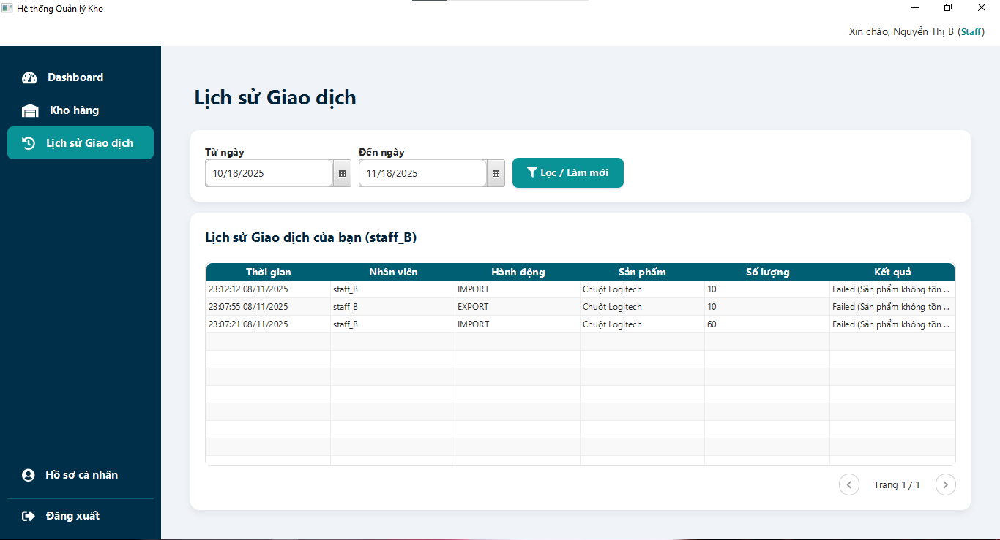 Hệ thống Quản lý Kho
Xin chào, Nguyễn Thị B (Staff)
Dashboard
Kho hàng
Lịch sử Giao dịch
Hồ sơ cá nhân
Đăng xuất
Lịch sử Giao dịch
Từ ngày Đến ngày
10/18/2025 11/18/2025 Lọc / Làm mới
Lịch sử Giao dịch của bạn (staff_B)
Thời gian Nhân viên Hành động Sản phẩm Số lượng Kết quả
23:12:12 08/11/2025 staff_B IMPORT Chuột Logitech 10 Failed (Sản phẩm không tồn ...
23:07:55 08/11/2025 staff_B EXPORT Chuột Logitech 10 Failed (Sản phẩm không tồn ...
23:07:21 08/11/2025 staff_B IMPORT Chuột Logitech 60 Failed (Sản phẩm không tồn ...
Trang 1 / 1